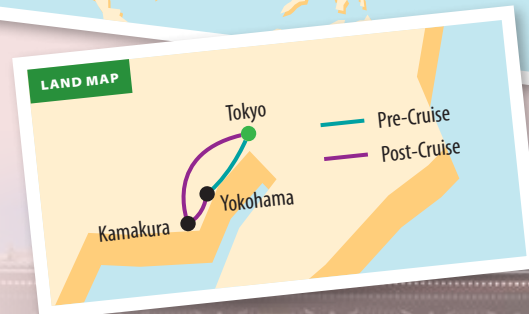 LAND MAP
Tokyo
Pre-Cruise
Post-Cruise
Yokohama
Kamakura